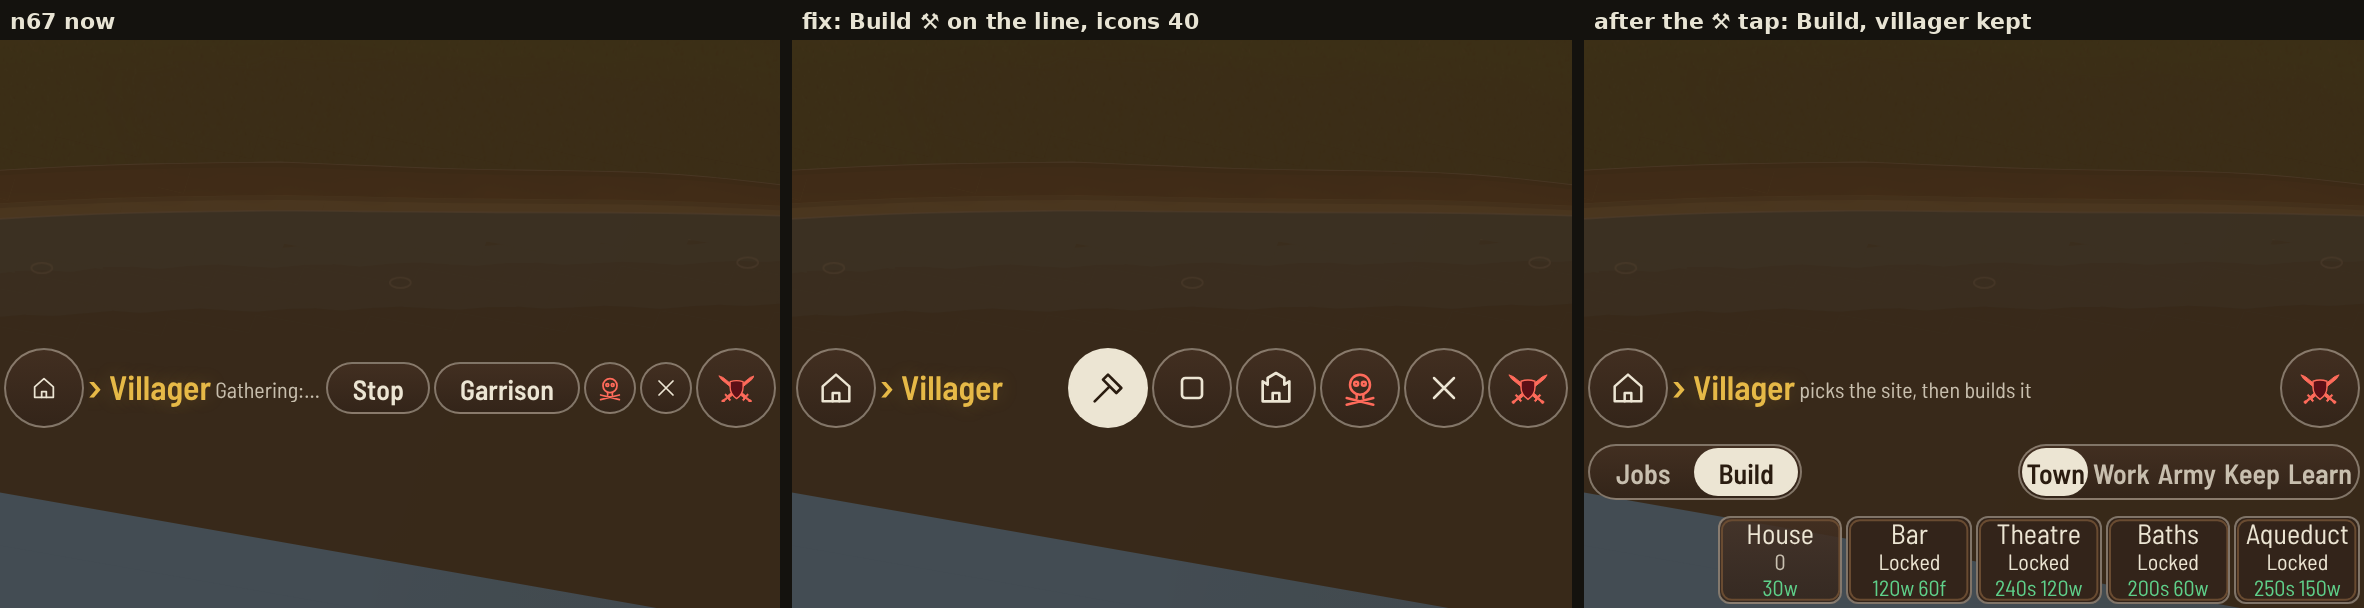 n67 now
› Villager Gathering:... Stop Garrison
fix: Build ⚒ on the line, icons 40
› Villager
after the ⚒ tap: Build, villager kept
› Villager picks the site, then builds it
Jobs Build Town Work Army Keep Learn
House Bar Theatre Baths Aqueduct
0 Locked Locked Locked Locked
30w 120w 60f 240s 120w 200s 60w 250s 150w